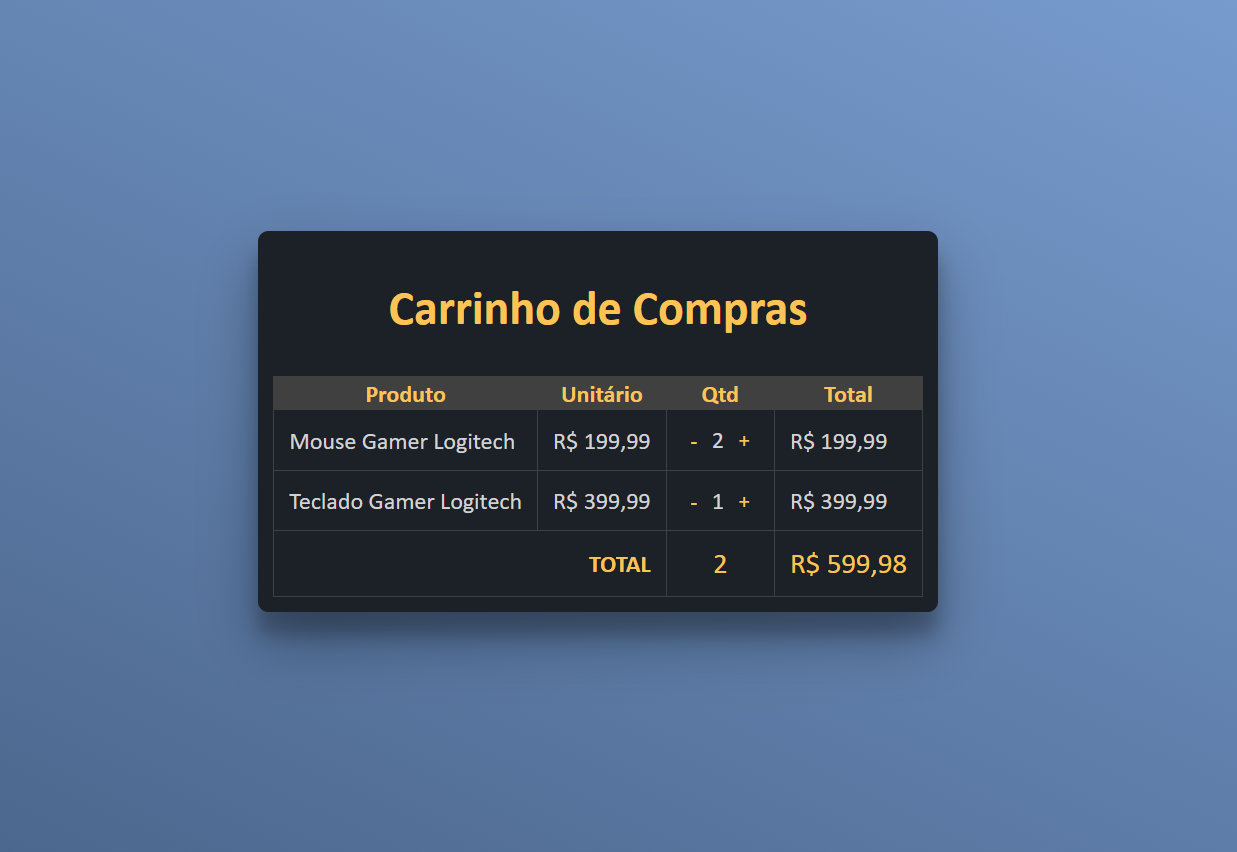 Carrinho de Compras
Produto Unitário Qtd Total
Mouse Gamer Logitech R$ 199,99 - 2 + R$ 199,99
Teclado Gamer Logitech R$ 399,99 - 1 + R$ 399,99
TOTAL 2 R$ 599,98